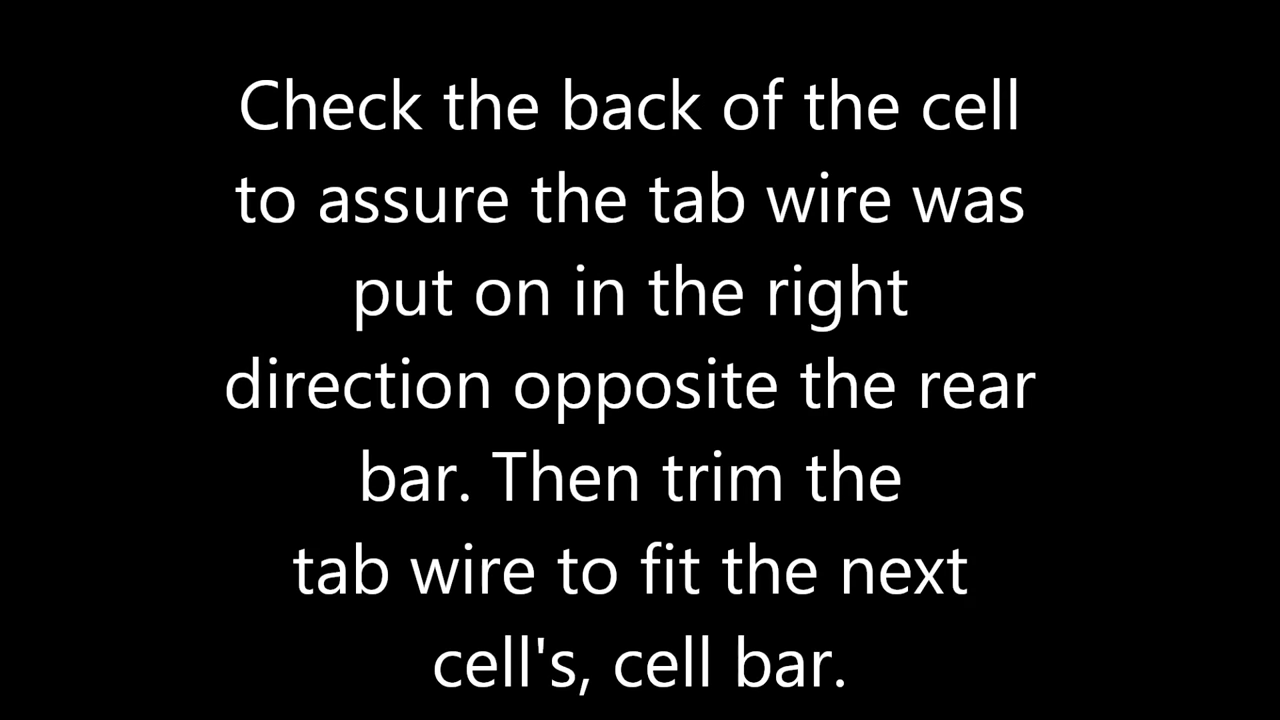 Check the back of the cell
to assure the tab wire was
put on in the right
direction opposite the rear
bar. Then trim the
tab wire to fit the next
cell's, cell bar.